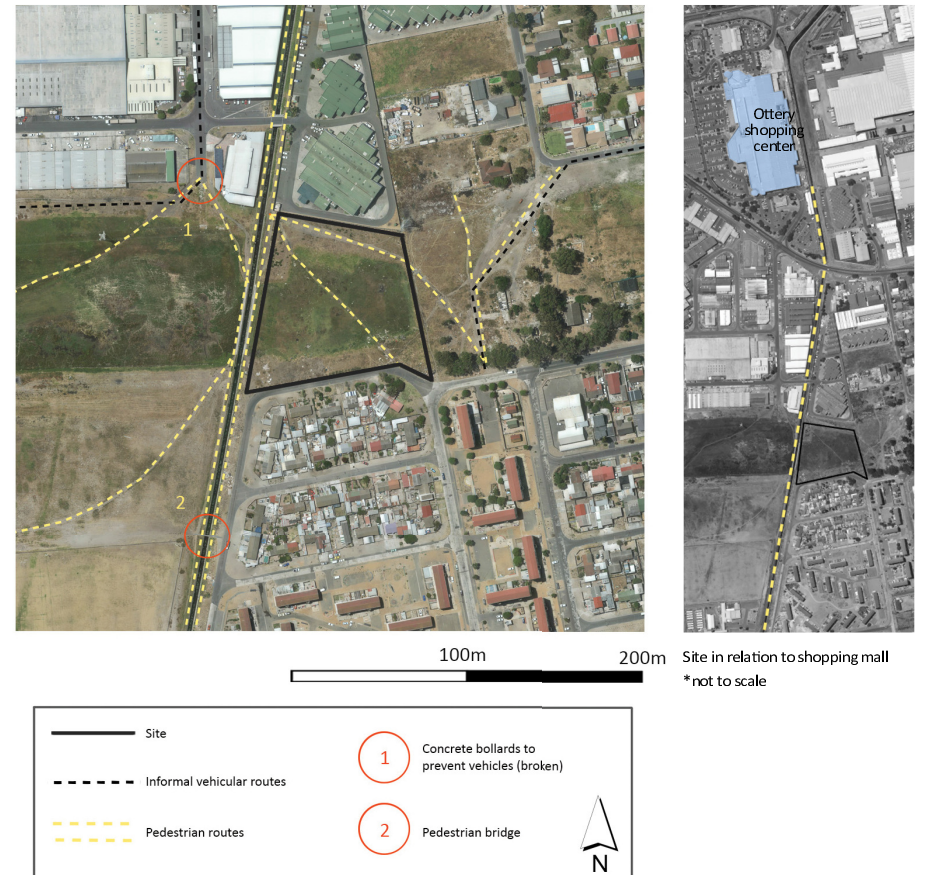 Ottery
shopping
center
1
2
100m
200m
Site in relation to shopping mall
*not to scale
Site
Informal vehicular routes
Pedestrian routes
1
Concrete bollards to
prevent vehicles (broken)
2
Pedestrian bridge
N